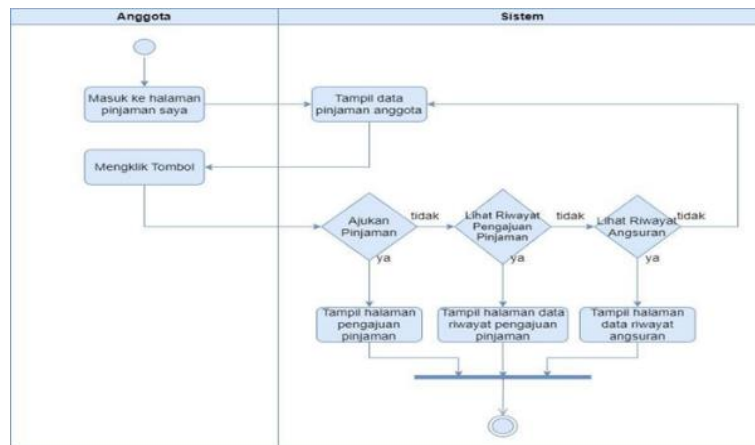 Anggota
Sistem
Masuk ke halaman
pinjaman saya
Tampil data
pinjaman anggota
Mengklik Tombol
Ajukan
Pinjaman
tidak
Lihat Riwayat
Pengajuan
Pinjaman
tidak
Lihat Riwayat
Angsuran
tidak
ya
ya
ya
Tampil halaman
pengajuan
pinjaman
Tampil halaman data
riwayat pengajuan
pinjaman
Tampil halaman
data riwayat
angsuran